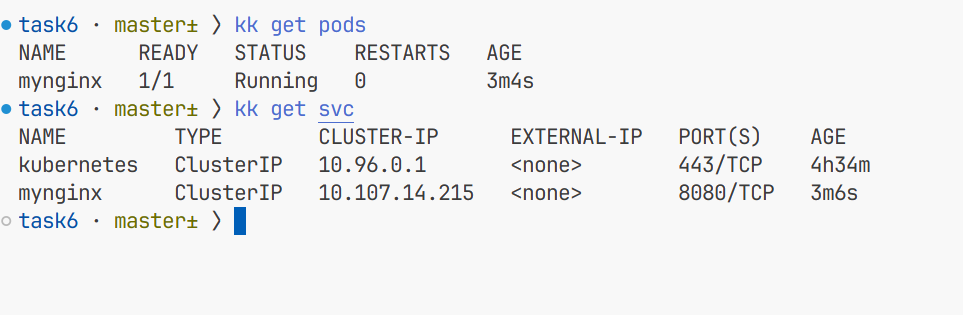 task6 · master± 〉 kk get pods
NAME      READY   STATUS    RESTARTS   AGE
mynginx   1/1     Running   0          3m4s
task6 · master± 〉 kk get svc
NAME         TYPE        CLUSTER-IP      EXTERNAL-IP   PORT(S)    AGE
kubernetes   ClusterIP   10.96.0.1       <none>        443/TCP    4h34m
mynginx      ClusterIP   10.107.14.215   <none>        8080/TCP   3m6s
task6 · master± 〉